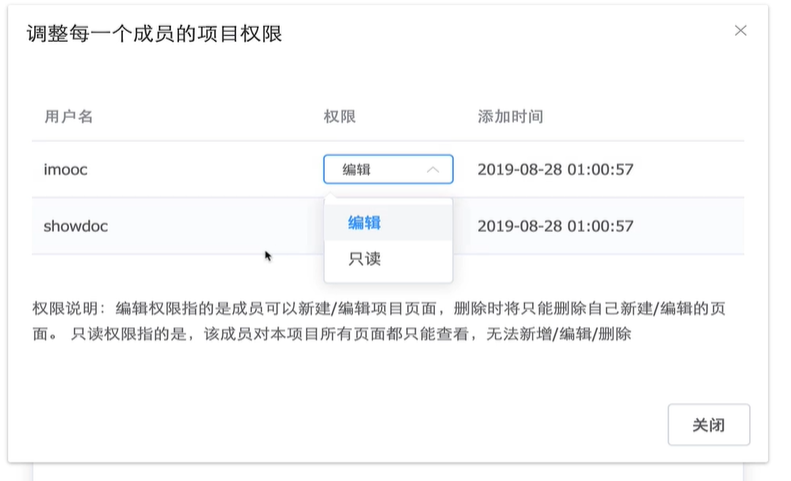 调整每一个成员的项目权限
用户名 权限 添加时间
imooc 编辑 2019-08-28 01:00:57
showdoc 编辑 2019-08-28 01:00:57
只读
权限说明：编辑权限指的是成员可以新建/编辑项目页面，删除时将只能删除自己新建/编辑的页
面。 只读权限指的是，该成员对本项目所有页面都只能查看，无法新增/编辑/删除
关闭